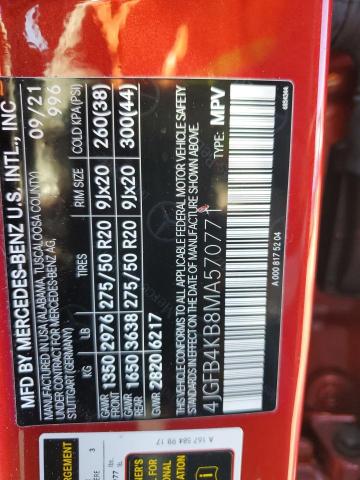 MFD BY MERCEDES-BENZ U.S. INTL., INC
MANUFACTURED IN USA (ALABAMA, TUSCALOOSA COUNTY) 09/21
UNDER CONTRACT FOR MERCEDES-BENZ AG, 996
STUTTGART (GERMANY)
KG LB TIRES RIM SIZE COLD KPA (PSI)
GAWR FRONT 1350 2976 275/50 R20 9Jx20 260(38)
GAWR REAR 1650 3638 275/50 R20 9Jx20 300(44)
GVWR 2820 6217
THIS VEHICLE CONFORMS TO ALL APPLICABLE FEDERAL MOTOR VEHICLE SAFETY
STANDARDS IN EFFECT ON THE DATE OF MANUFACTURE SHOWN ABOVE.
4JGFB4KB8MA570771 TYPE: MPV
A 000 817 52 04
A 167 584 99 17
3